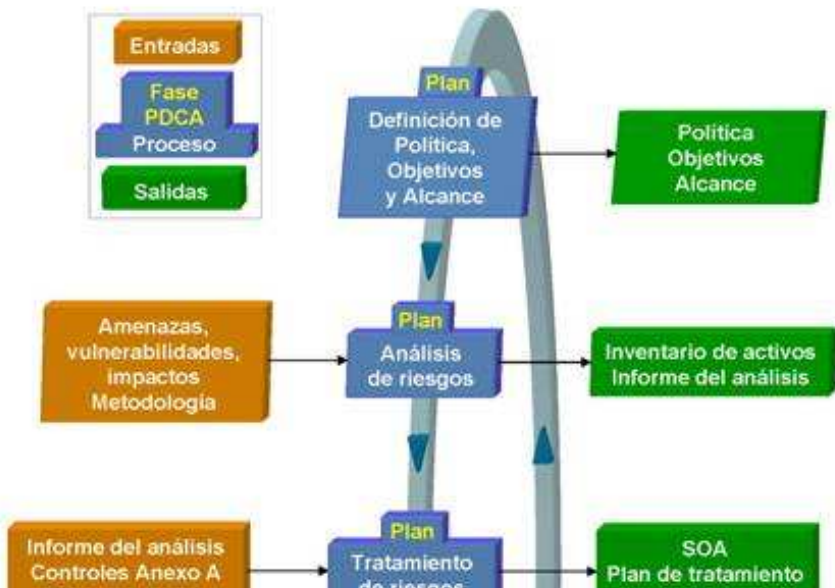 Entradas
Fase
PDCA
Proceso
Salidas
Plan
Definición de
Política,
Objetivos
y Alcance
Política
Objetivos
Alcance
Amenazas,
vulnerabilidades,
impactos
Metodología
Plan
Análisis
de riesgos
Inventario de activos
Informe del análisis
Informe del análisis
Controles Anexo A
Plan
Tratamiento
de riesgos
SOA
Plan de tratamiento